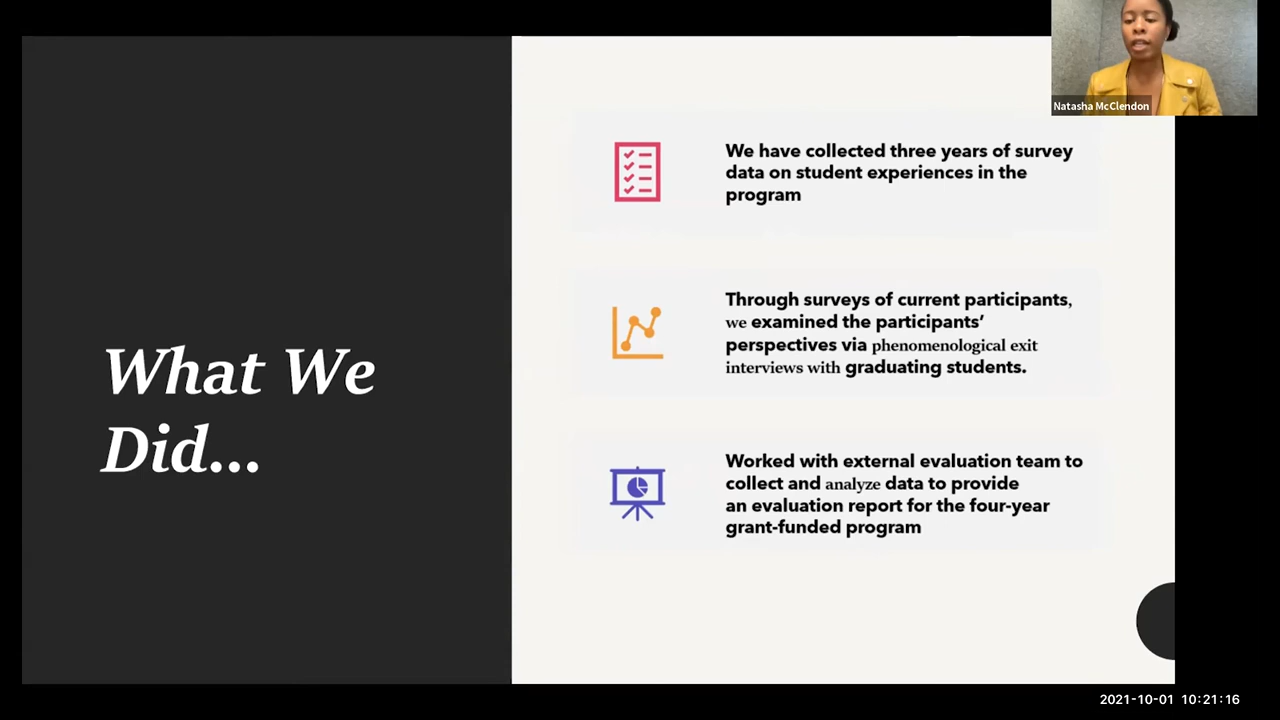 Natasha McClendon
What We
Did...
We have collected three years of survey
data on student experiences in the
program
Through surveys of current participants,
we examined the participants’
perspectives via phenomenological exit
interviews with graduating students.
Worked with external evaluation team to
collect and analyze data to provide
an evaluation report for the four-year
grant-funded program
2021-10-01 10:21:16